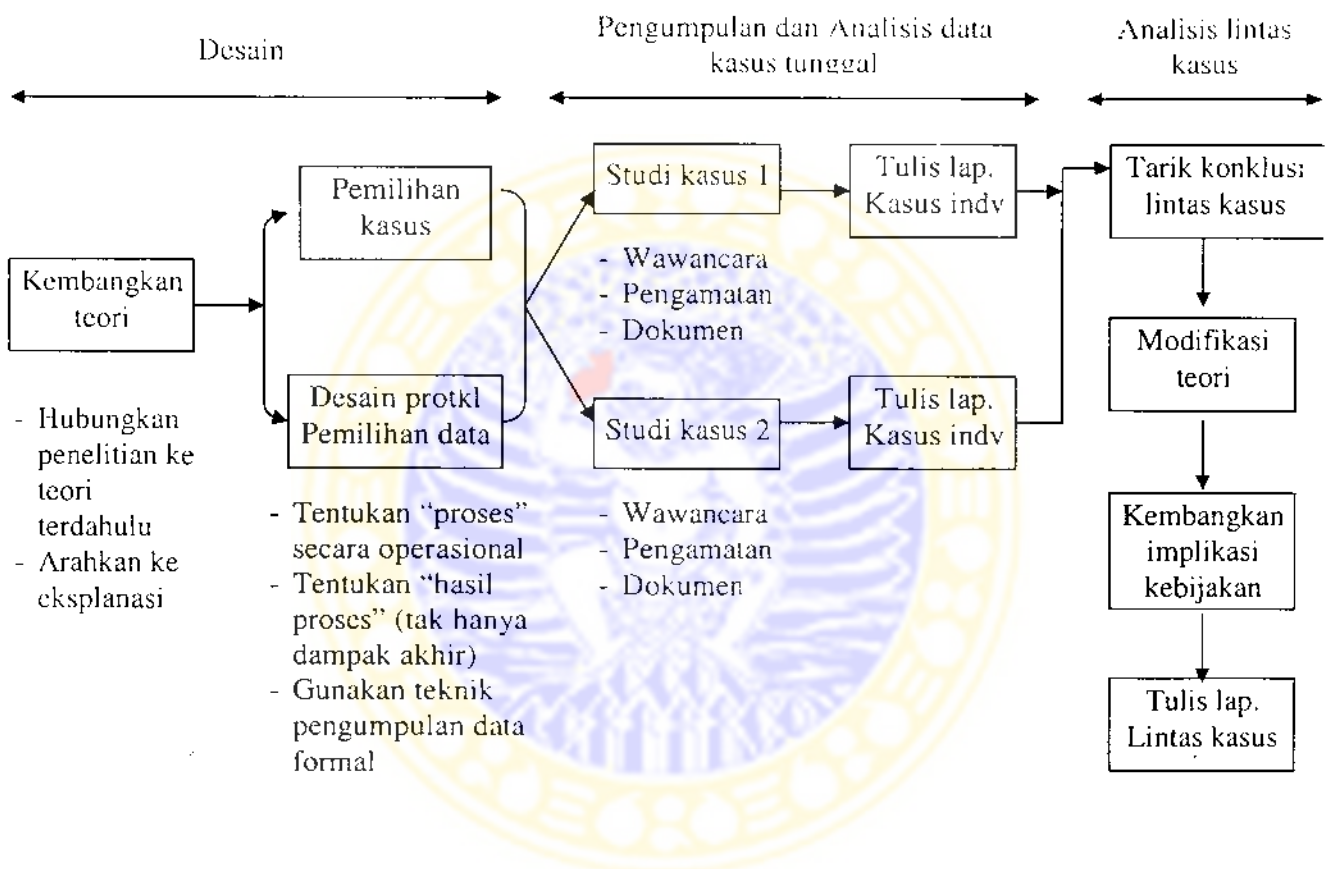 Desain
Pengumpulan dan Analisis data
kasus tunggal
Analisis lintas
kasus
Kembangkan
teori
- Hubungkan
penelitian ke
teori
terdahulu
- Arahkan ke
eksplanasi
Pemilihan
kasus
Desain protkl
Pemilihan data
- Tentukan “proses”
secara operasional
- Tentukan “hasil
proses” (tak hanya
dampak akhir)
- Gunakan teknik
pengumpulan data
formal
Studi kasus 1
- Wawancara
- Pengamatan
- Dokumen
Studi kasus 2
- Wawancara
- Pengamatan
- Dokumen
Tulis lap.
Kasus indv
Tulis lap.
Kasus indv
Tarik konklusi
lintas kasus
Modifikasi
teori
Kembangkan
implikasi
kebijakan
Tulis lap.
Lintas kasus